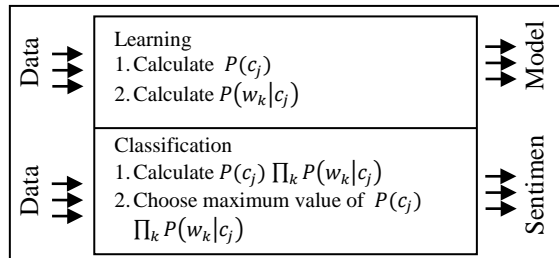 Data
Learning
1. Calculate P(c_j)
2. Calculate P(w_k|c_j)
Model
Data
Classification
1. Calculate P(c_j) ∏_k P(w_k|c_j)
2. Choose maximum value of P(c_j)
∏_k P(w_k|c_j)
Sentimen